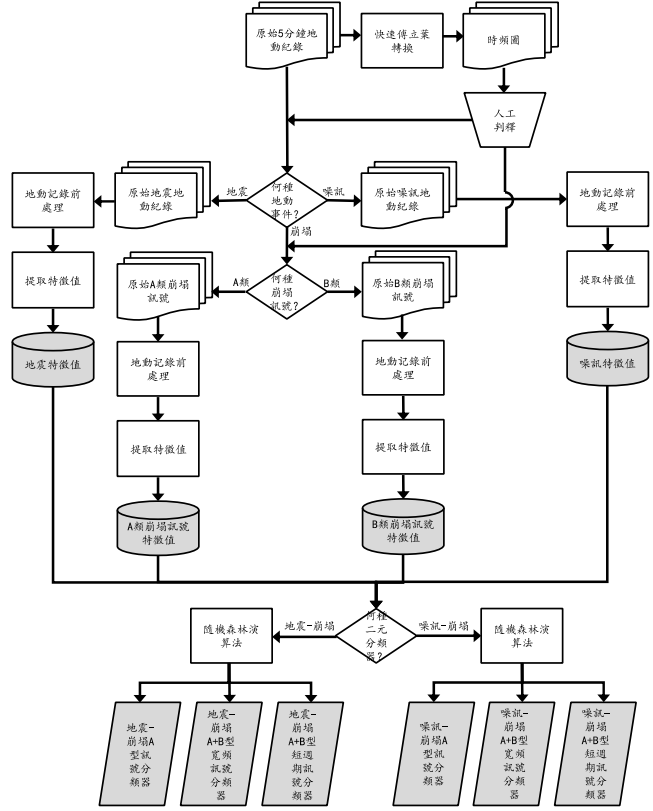 原始5分鐘地
動紀錄
快速傅立葉
轉換
時頻圖
人工
判釋
地動記錄前
處理
原始地震地
動紀錄
地震
何種
地動
事件?
噪訊
原始噪訊地
動紀錄
地動記錄前
處理
崩塌
提取特徵值
原始A類崩塌
訊號
A類
何種
崩塌
訊號?
B類
原始B類崩塌
訊號
提取特徵值
地震特徵值
地動記錄前
處理
地動記錄前
處理
噪訊特徵值
提取特徵值
提取特徵值
A類崩塌訊號
特徵值
B類崩塌訊號
特徵值
隨機森林演
算法
地震-崩塌
何種
二元
分類
器?
噪訊-崩塌
隨機森林演
算法
地震-
崩塌A
型訊
號分
類器
地震-
崩塌
A+B型
寬頻
訊號
分類
器
地震-
崩塌
A+B型
短週
期訊
號分
類器
噪訊-
崩塌A
型訊
號分
類器
噪訊-
崩塌
A+B型
寬頻
訊號
分類
器
噪訊-
崩塌
A+B型
短週
期訊
號分
類器